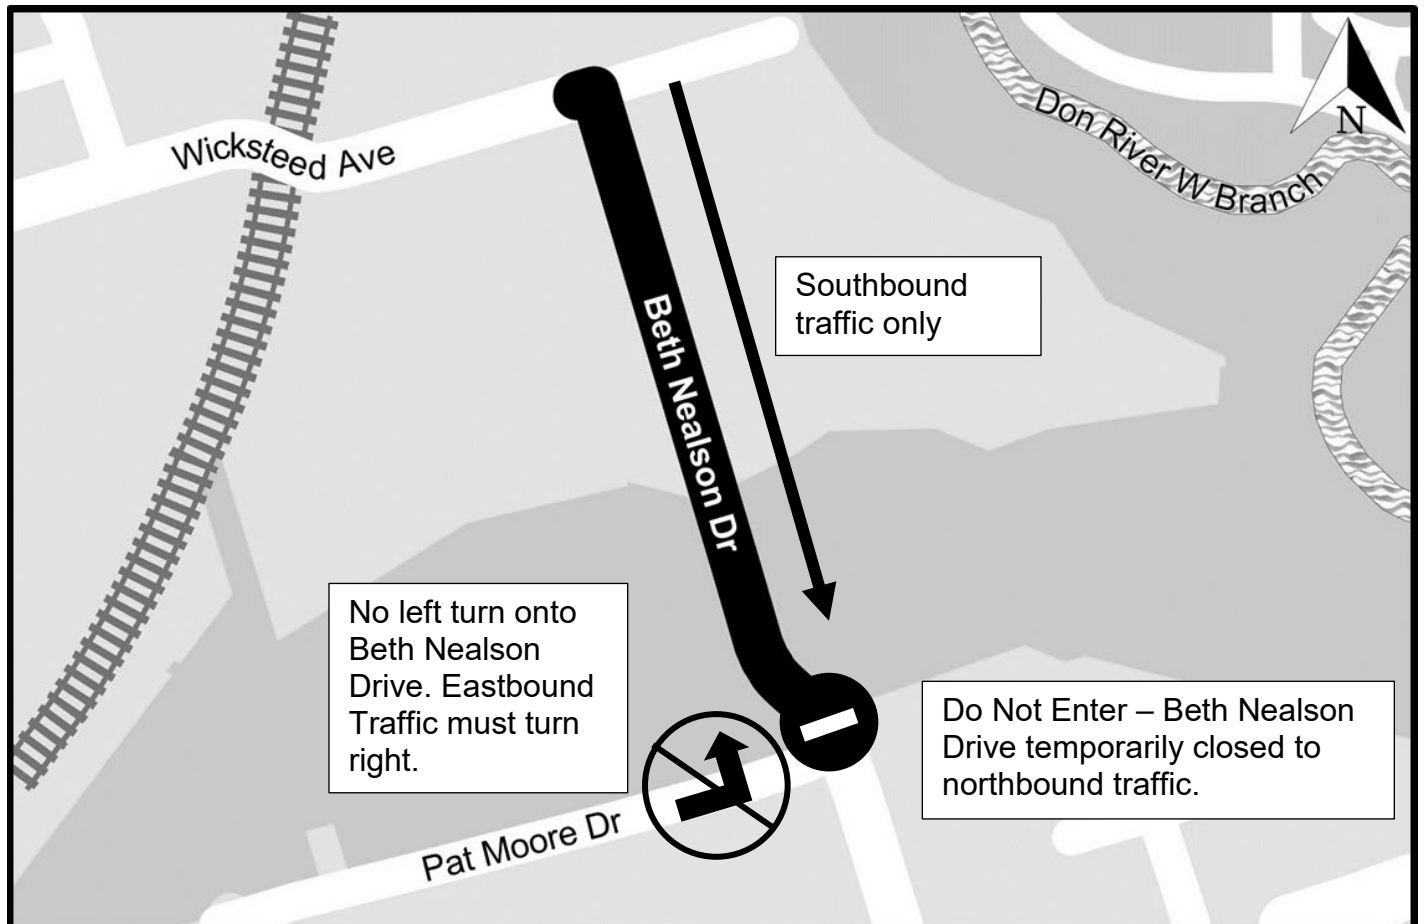 Wicksteed Ave
Don River W Branch
N
Southbound
traffic only
Beth Nealson Dr
No left turn onto
Beth Nealson
Drive. Eastbound
Traffic must turn
right.
Do Not Enter – Beth Nealson
Drive temporarily closed to
northbound traffic.
Pat Moore Dr